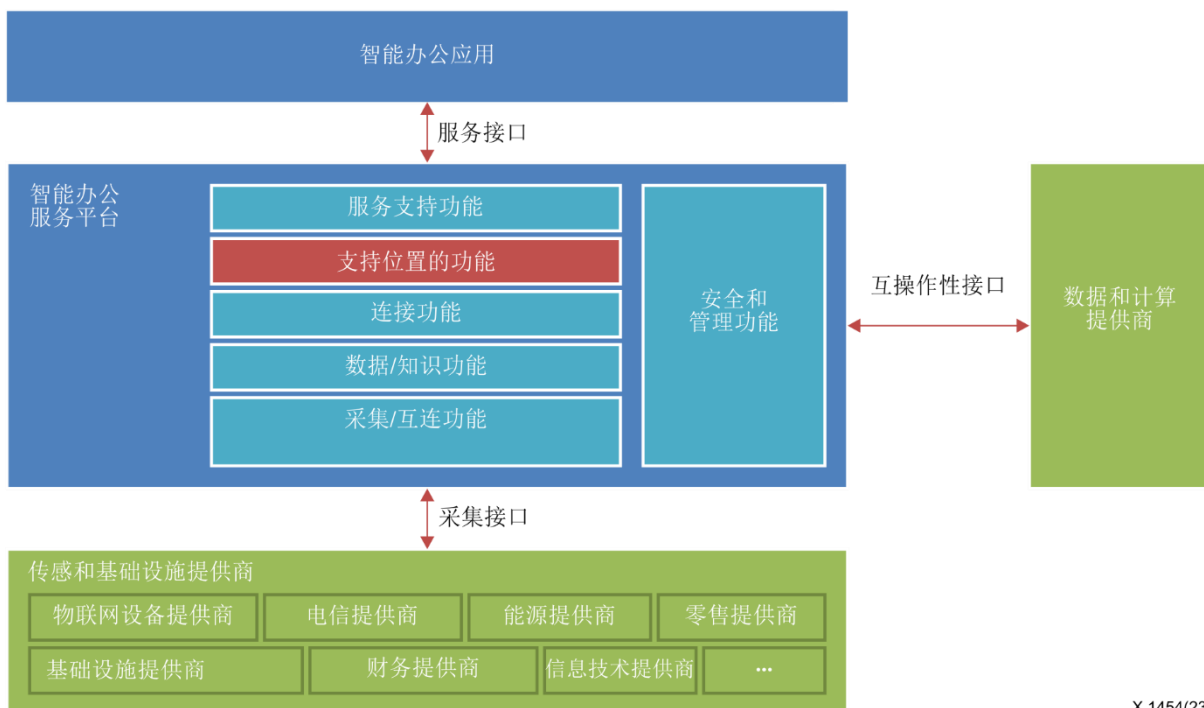 智能办公应用
服务接口
智能办公
服务平台
服务支持功能
支持位置的功能
连接功能
数据/知识功能
采集/互连功能
安全和
管理功能
互操作性接口
数据和计算
提供商
采集接口
传感和基础设施提供商
物联网设备提供商
电信提供商
能源提供商
零售提供商
基础设施提供商
财务提供商
信息技术提供商
...